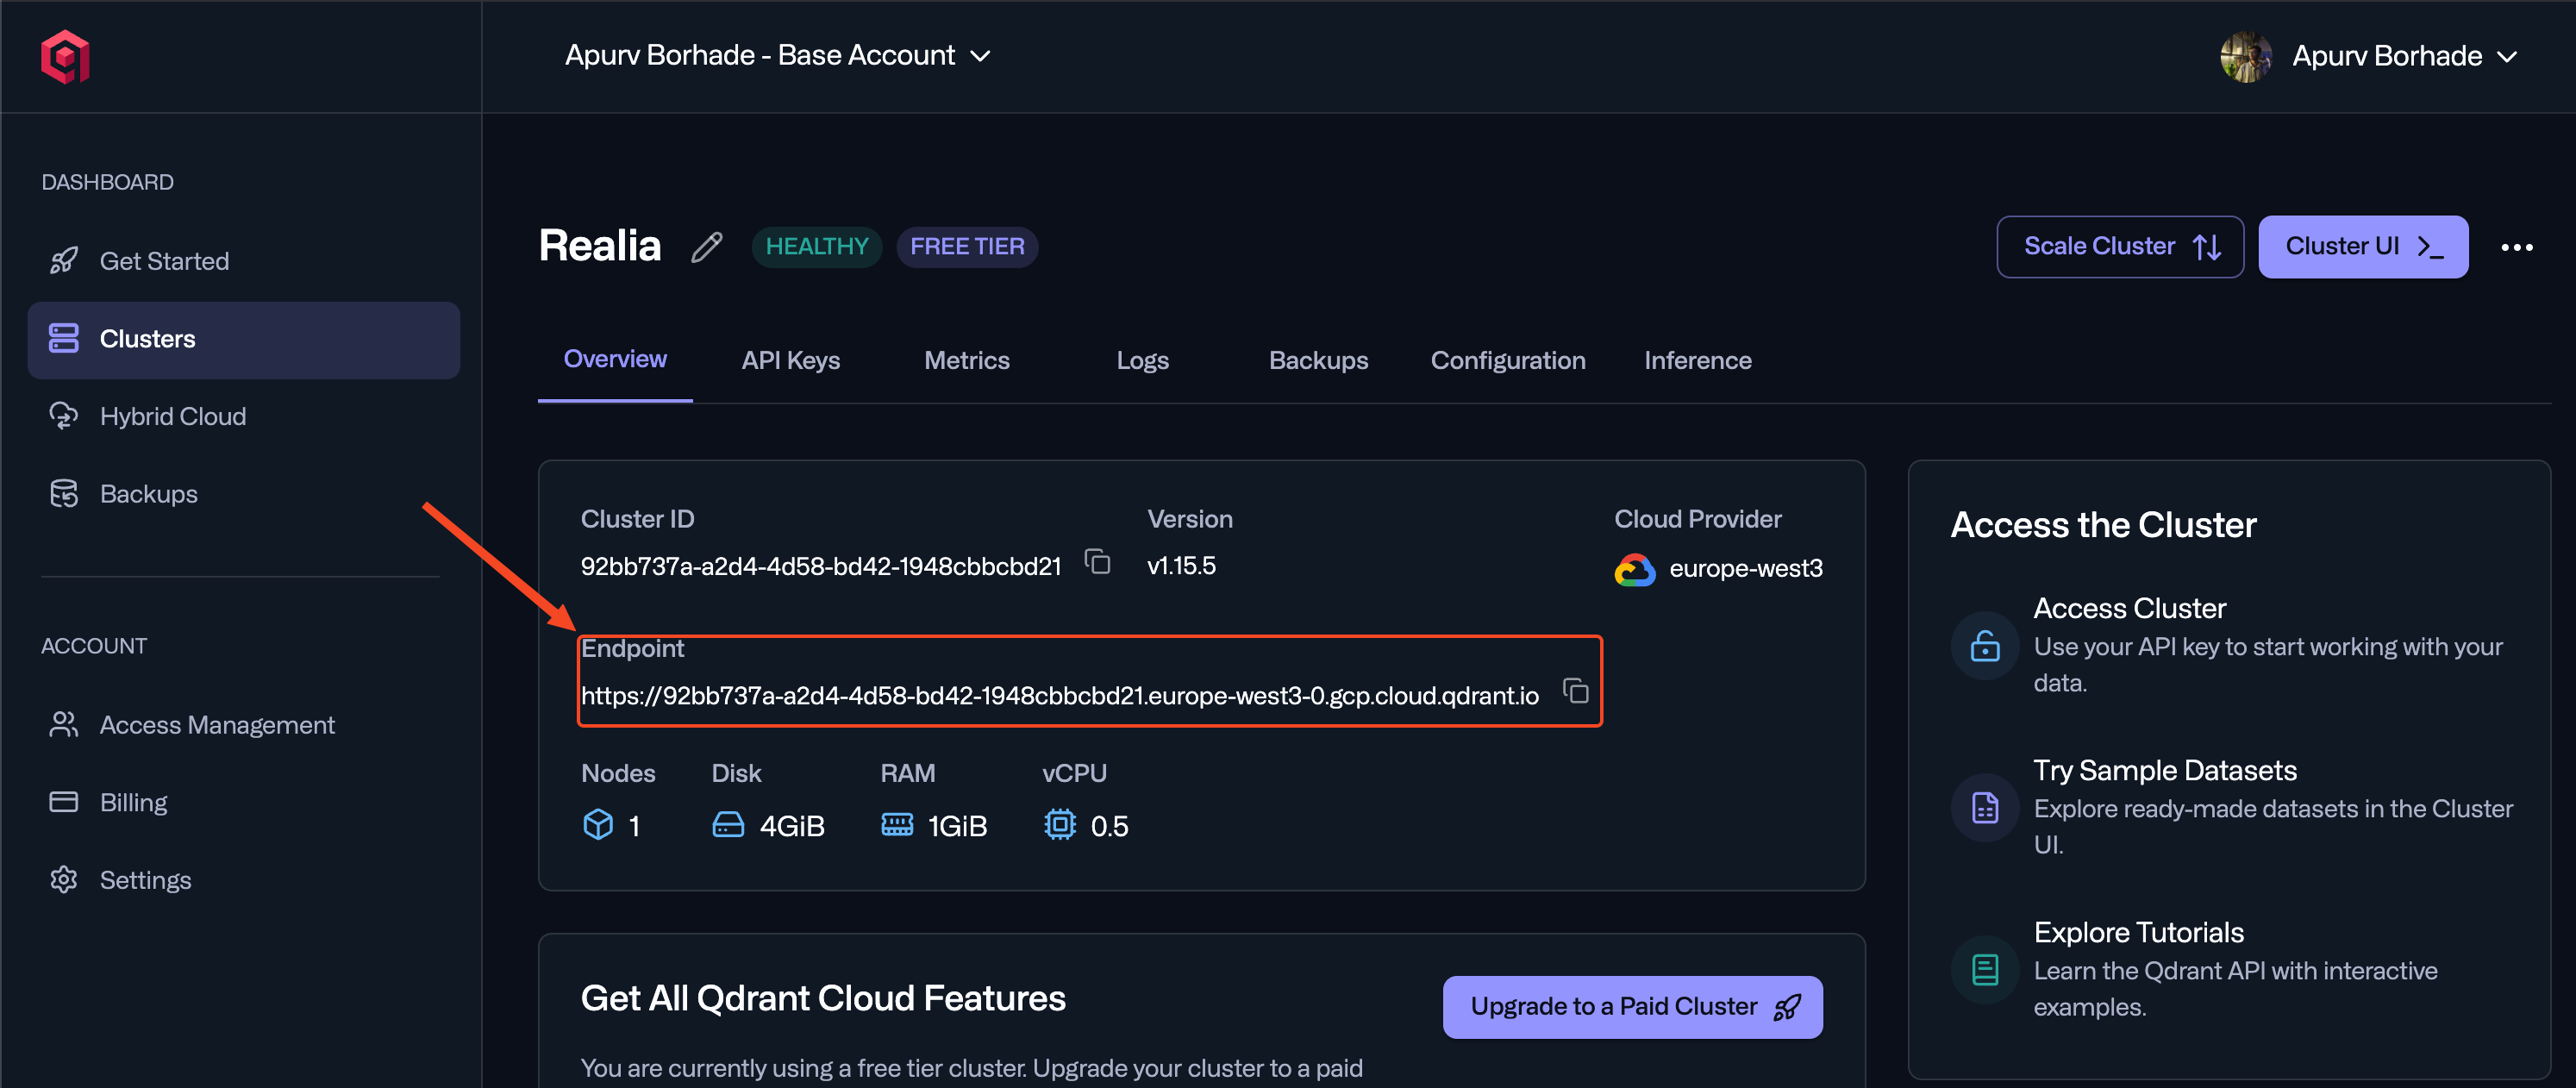 Apurv Borhade - Base Account
Apurv Borhade
DASHBOARD
Get Started
Clusters
Hybrid Cloud
Backups
ACCOUNT
Access Management
Billing
Settings
Realia
HEALTHY
FREE TIER
Scale Cluster
Cluster UI
Overview
API Keys
Metrics
Logs
Backups
Configuration
Inference
Cluster ID
92bb737a-a2d4-4d58-bd42-1948cbbcbd21
Version
v1.15.5
Cloud Provider
europe-west3
Endpoint
https://92bb737a-a2d4-4d58-bd42-1948cbbcbd21.europe-west3-0.gcp.cloud.qdrant.io
Nodes
1
Disk
4GiB
RAM
1GiB
vCPU
0.5
Get All Qdrant Cloud Features
Upgrade to a Paid Cluster
You are currently using a free tier cluster. Upgrade your cluster to a paid
Access the Cluster
Access Cluster
Use your API key to start working with your
data.
Try Sample Datasets
Explore ready-made datasets in the Cluster
UI.
Explore Tutorials
Learn the Qdrant API with interactive
examples.